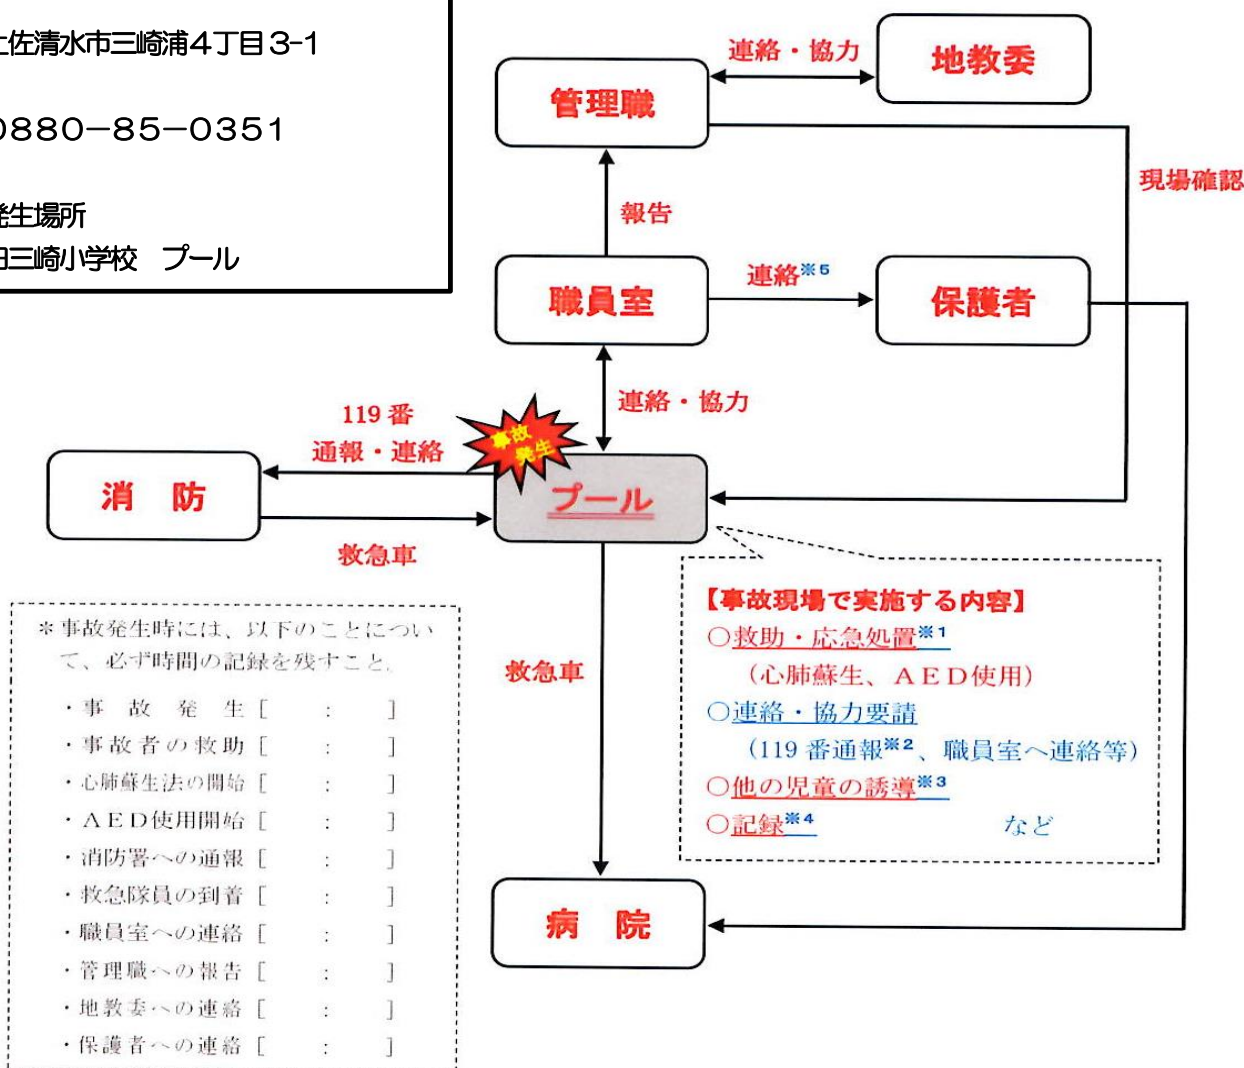 土佐清水市三崎浦4丁目3-1
0880-85-0351
発生場所
旧三崎小学校　プール
連絡・協力
地教委
管理職
現場確認
報告
職員室
連絡※5
保護者
連絡・協力
119番
通報・連絡
事故
発生
消　防
プール
救急車
救急車
【事故現場で実施する内容】
○救助・応急処置※1
（心肺蘇生、AED使用）
○連絡・協力要請
（119番通報※2、職員室へ連絡等）
○他の児童の誘導※3
○記録※4　など
病　院
＊事故発生時には、以下のことについ
て、必ず時間の記録を残すこと。
・事　故　発　生［　：　］
・事故者の救助［　：　］
・心肺蘇生法の開始［　：　］
・AED使用開始［　：　］
・消防署への通報［　：　］
・救急隊員の到着［　：　］
・職員室への連絡［　：　］
・管理職への報告［　：　］
・地教委への連絡［　：　］
・保護者への連絡［　：　］